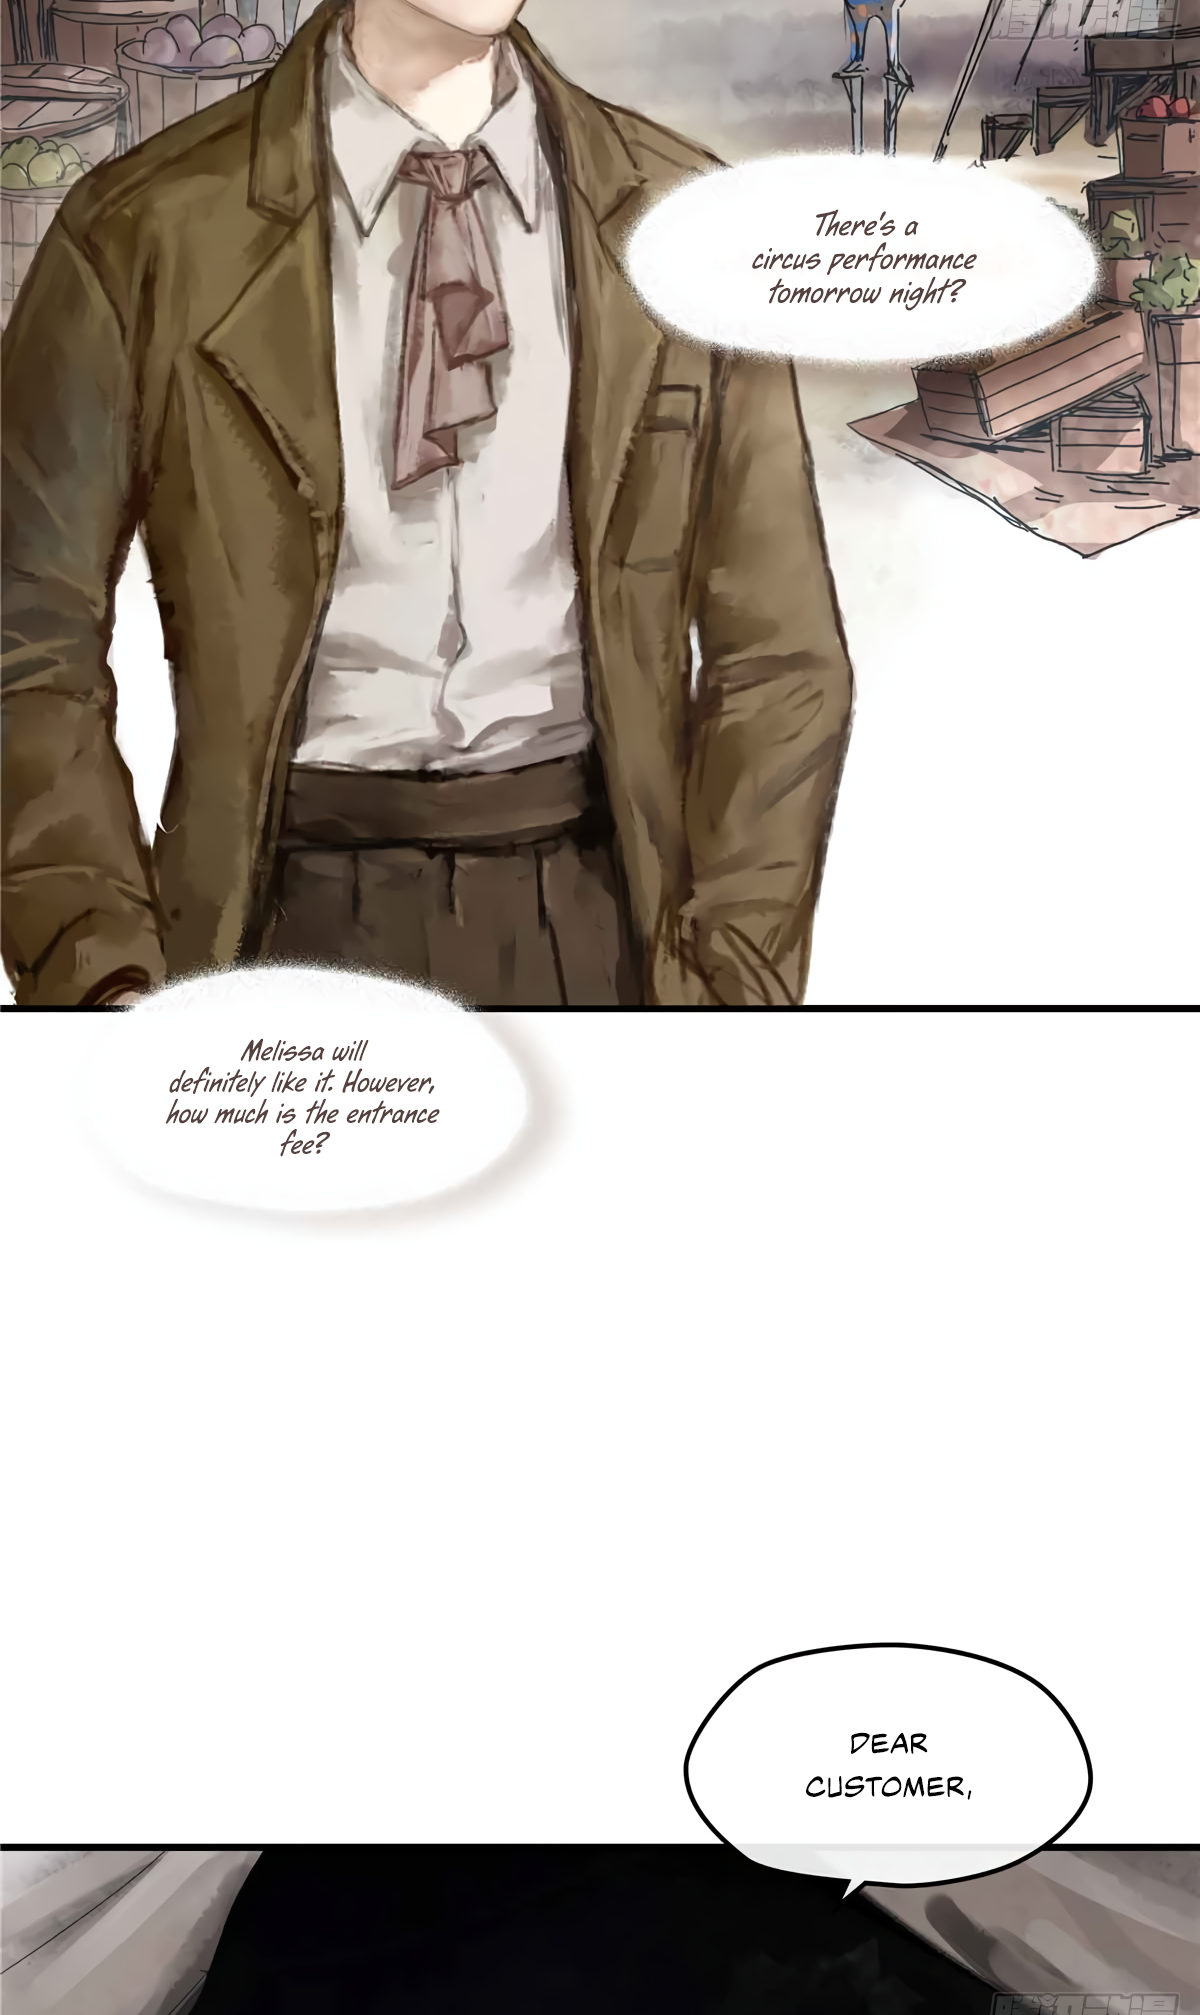 There's a
circus performance
tomorrow night?
Melissa will
definitely like it. However,
how much is the entrance
fee?
DEAR
CUSTOMER,